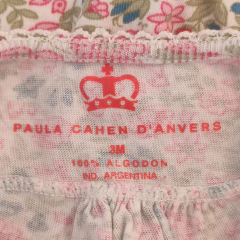 PAULA CAHEN D'ANVERS
3M
100% ALGODON
IND. ARGENTINA